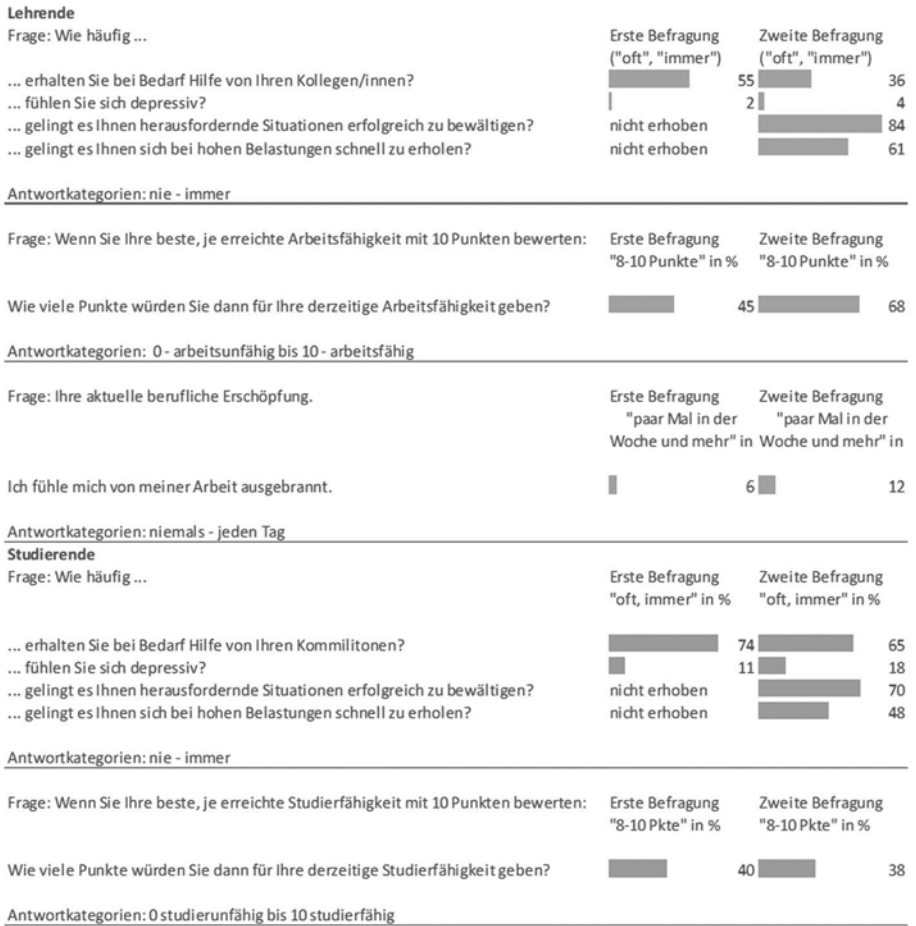 Lehrende
Frage: Wie häufig ... Erste Befragung Zweite Befragung
("oft", "immer") ("oft", "immer")
... erhalten Sie bei Bedarf Hilfe von Ihren Kollegen/innen? 55 36
... fühlen Sie sich depressiv? 2 4
... gelingt es Ihnen herausfordernde Situationen erfolgreich zu bewältigen? nicht erhoben 84
... gelingt es Ihnen sich bei hohen Belastungen schnell zu erholen? nicht erhoben 61
Antwortkategorien: nie - immer
Frage: Wenn Sie Ihre beste, je erreichte Arbeitsfähigkeit mit 10 Punkten bewerten: Erste Befragung Zweite Befragung
"8-10 Punkte" in % "8-10 Punkte" in %
Wie viele Punkte würden Sie dann für Ihre derzeitige Arbeitsfähigkeit geben? 45 68
Antwortkategorien: 0 - arbeitsunfähig bis 10 - arbeitsfähig
Frage: Ihre aktuelle berufliche Erschöpfung. Erste Befragung Zweite Befragung
"paar Mal in der "paar Mal in der
Woche und mehr" in Woche und mehr" in
Ich fühle mich von meiner Arbeit ausgebrannt. 6 12
Antwortkategorien: niemals - jeden Tag
Studierende
Frage: Wie häufig ... Erste Befragung Zweite Befragung
"oft, immer" in % "oft, immer" in %
... erhalten Sie bei Bedarf Hilfe von Ihren Kommilitonen? 74 65
... fühlen Sie sich depressiv? 11 18
... gelingt es Ihnen herausfordernde Situationen erfolgreich zu bewältigen? nicht erhoben 70
... gelingt es Ihnen sich bei hohen Belastungen schnell zu erholen? nicht erhoben 48
Antwortkategorien: nie - immer
Frage: Wenn Sie Ihre beste, je erreichte Studierfähigkeit mit 10 Punkten bewerten: Erste Befragung Zweite Befragung
"8-10 Pkte" in % "8-10 Pkte" in %
Wie viele Punkte würden Sie dann für Ihre derzeitige Studierfähigkeit geben? 40 38
Antwortkategorien: 0 studierunfähig bis 10 studierfähig